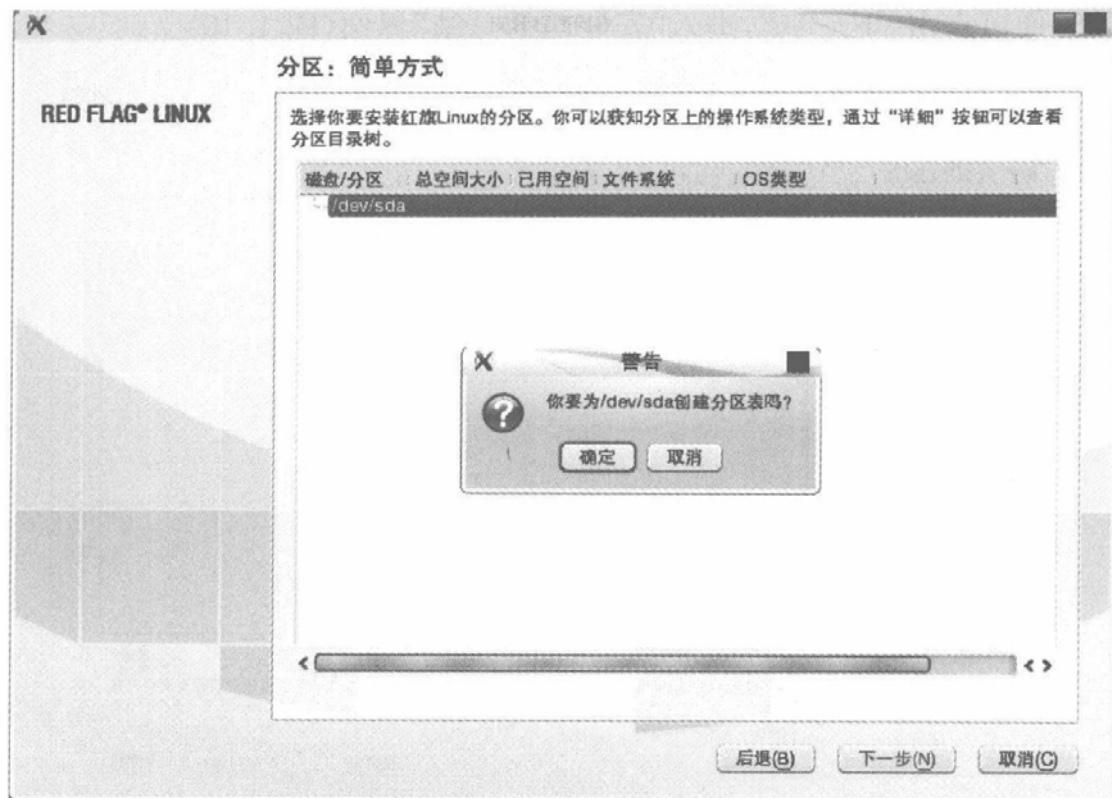 分区：简单方式
RED FLAG® LINUX
选择你要安装红旗Linux的分区。你可以获知分区上的操作系统类型，通过“详细”按钮可以查看
分区目录树。
磁盘/分区 总空间大小 已用空间 文件系统 OS类型
/dev/sda
警告
你要为/dev/sda创建分区表吗?
确定 取消
后退(B) 下一步(N) 取消(C)